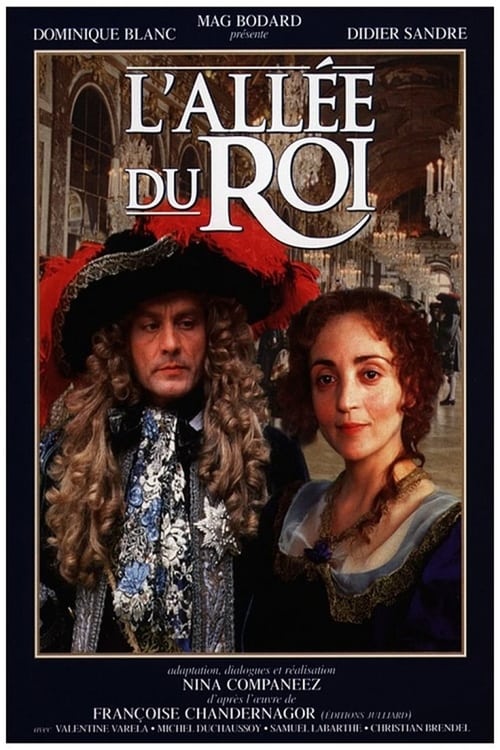 MAG BODARD
DOMINIQUE BLANC présente DIDIER SANDRE
L'ALLÉE
DU ROI
adaptation, dialogues et réalisation
NINA COMPANEEZ
d'après l'œuvre de
FRANÇOISE CHANDERNAGOR (ÉDITIONS JULLIARD)
avec VALENTINE VARELA • MICHEL DUCHAUSSOY • SAMUEL LABARTHE • CHRISTIAN BRENDEL